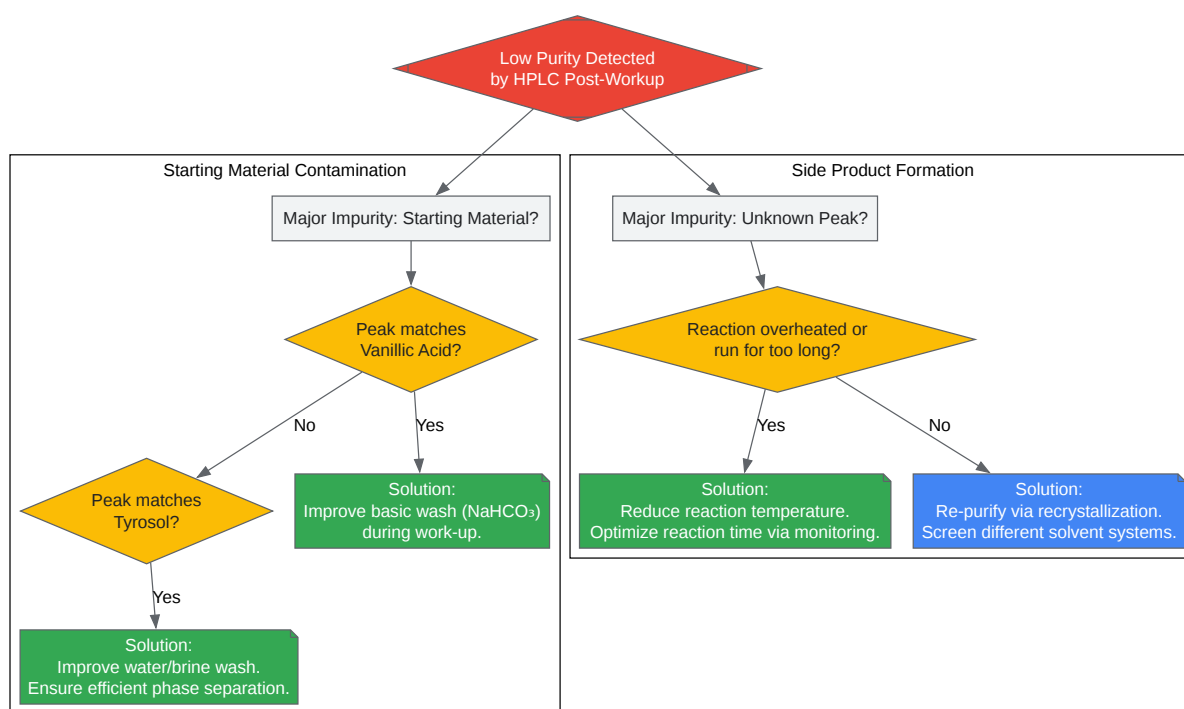 Low Purity Detected
by HPLC Post-Workup
Starting Material Contamination
Major Impurity: Starting Material?
Peak matches
Vanillic Acid?
No
Yes
Peak matches
Tyrosol?
Solution:
Improve basic wash (NaHCO₃)
during work-up.
Yes
Solution:
Improve water/brine wash.
Ensure efficient phase separation.
Side Product Formation
Major Impurity: Unknown Peak?
Reaction overheated or
run for too long?
Yes
No
Solution:
Reduce reaction temperature.
Optimize reaction time via monitoring.
Solution:
Re-purify via recrystallization.
Screen different solvent systems.